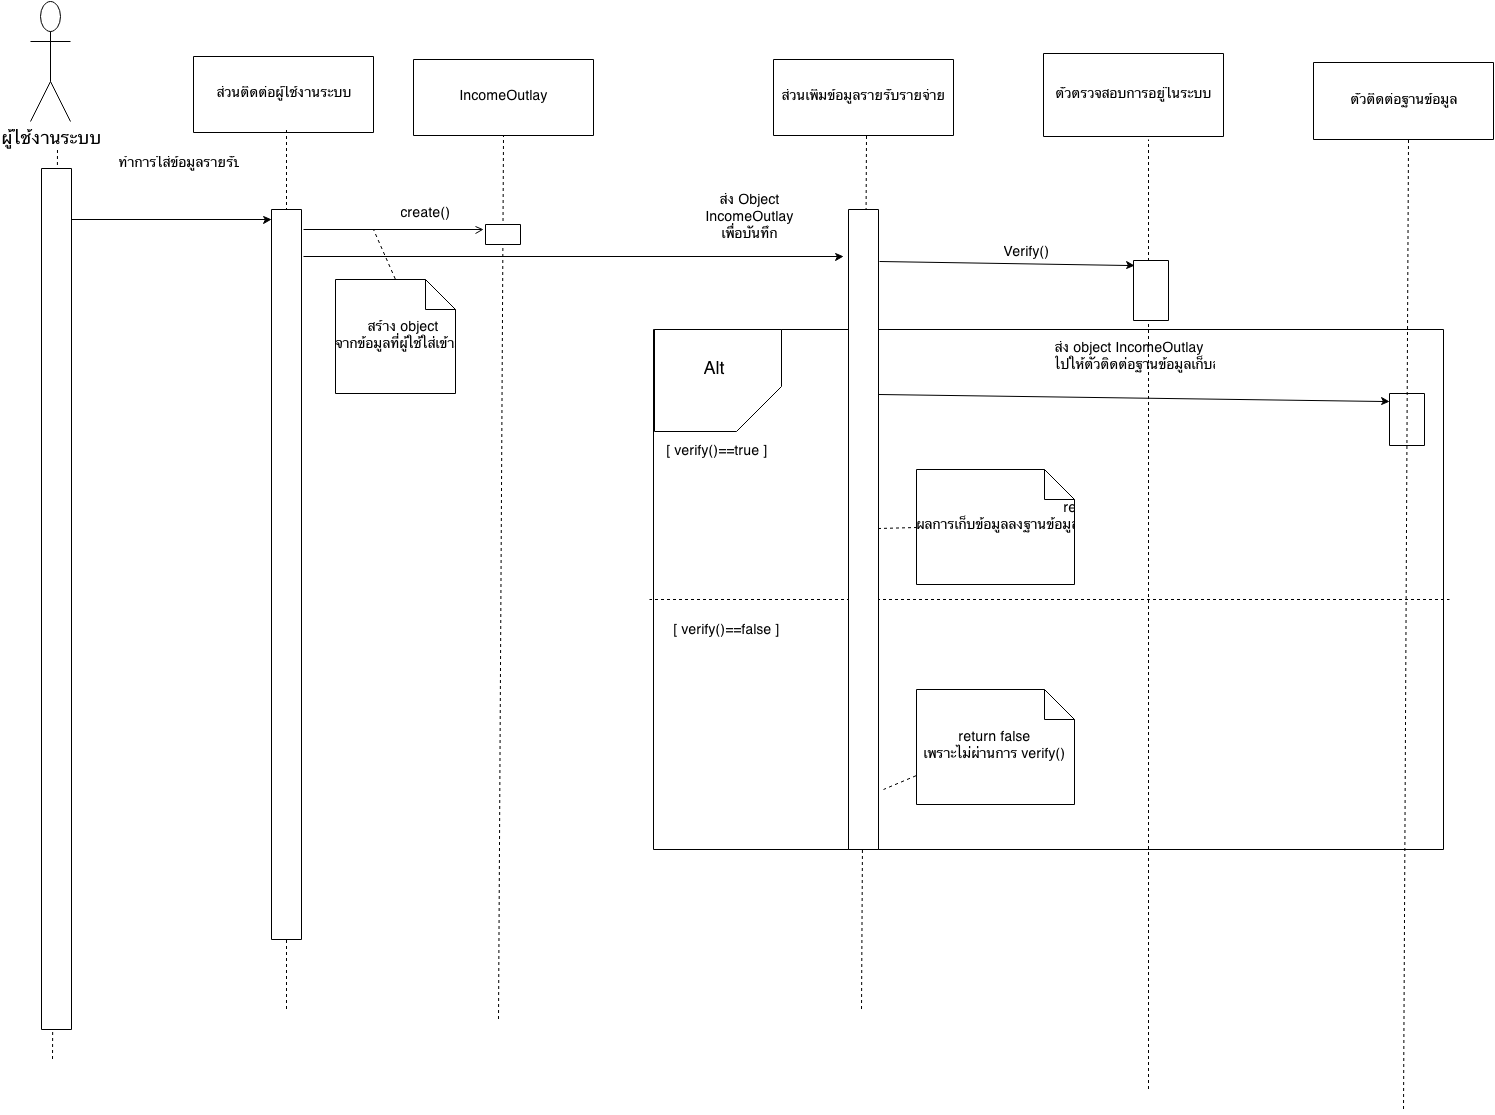 ผู้ใช้งานระบบ
ส่วนติดต่อผู้ใช้งานระบบ
IncomeOutlay
ส่วนเพิ่มข้อมูลรายรับรายจ่าย
ตัวตรวจสอบการอยู่ในระบบ
ตัวติดต่อฐานข้อมูล
ทำการใส่ข้อมูลรายรับ
create()
ส่ง Object
IncomeOutlay
เพื่อบันทึก
Verify()
สร้าง object
จากข้อมูลที่ผู้ใช้ใส่เข้า
Alt
ส่ง object IncomeOutlay
ไปให้ตัวติดต่อฐานข้อมูลเก็บ
[ verify()==true ]
re
ผลการเก็บข้อมูลลงฐานข้อมูล
[ verify()==false ]
return false
เพราะไม่ผ่านการ verify()